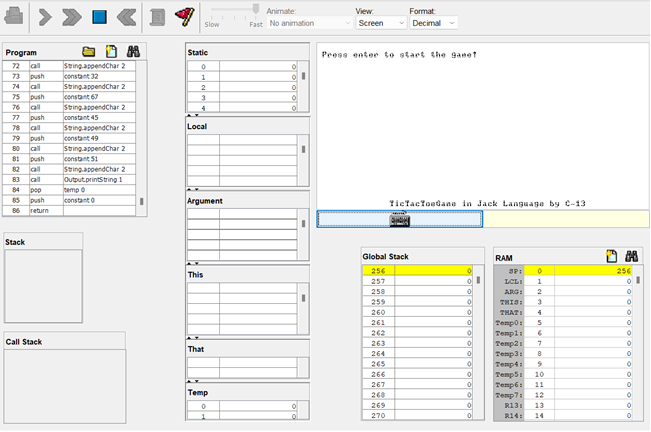 Animate:
View:
Format:
Slow
Fast
No animation
Screen
Decimal
Program
72 call String.appendChar 2
73 push constant 32
74 call String.appendChar 2
75 push constant 67
76 call String.appendChar 2
77 push constant 45
78 call String.appendChar 2
79 push constant 49
80 call String.appendChar 2
81 push constant 51
82 call String.appendChar 2
83 call Output.printString 1
84 pop temp 0
85 push constant 0
86 return
Stack
Call Stack
Static
0 0
1 0
2 0
3 0
4 0
Local
Argument
This
That
Temp
0 0
1 0
Press enter to start the game!
TicTacToeGame in Jack Language by C-13
Global Stack
256 0
257 0
258 0
259 0
260 0
261 0
262 0
263 0
264 0
265 0
266 0
267 0
268 0
269 0
270 0
RAM
SP: 0 256
LCL: 1 0
ARG: 2 0
THIS: 3 0
THAT: 4 0
Temp0: 5 0
Temp1: 6 0
Temp2: 7 0
Temp3: 8 0
Temp4: 9 0
Temp5: 10 0
Temp6: 11 0
Temp7: 12 0
R13: 13 0
R14: 14 0